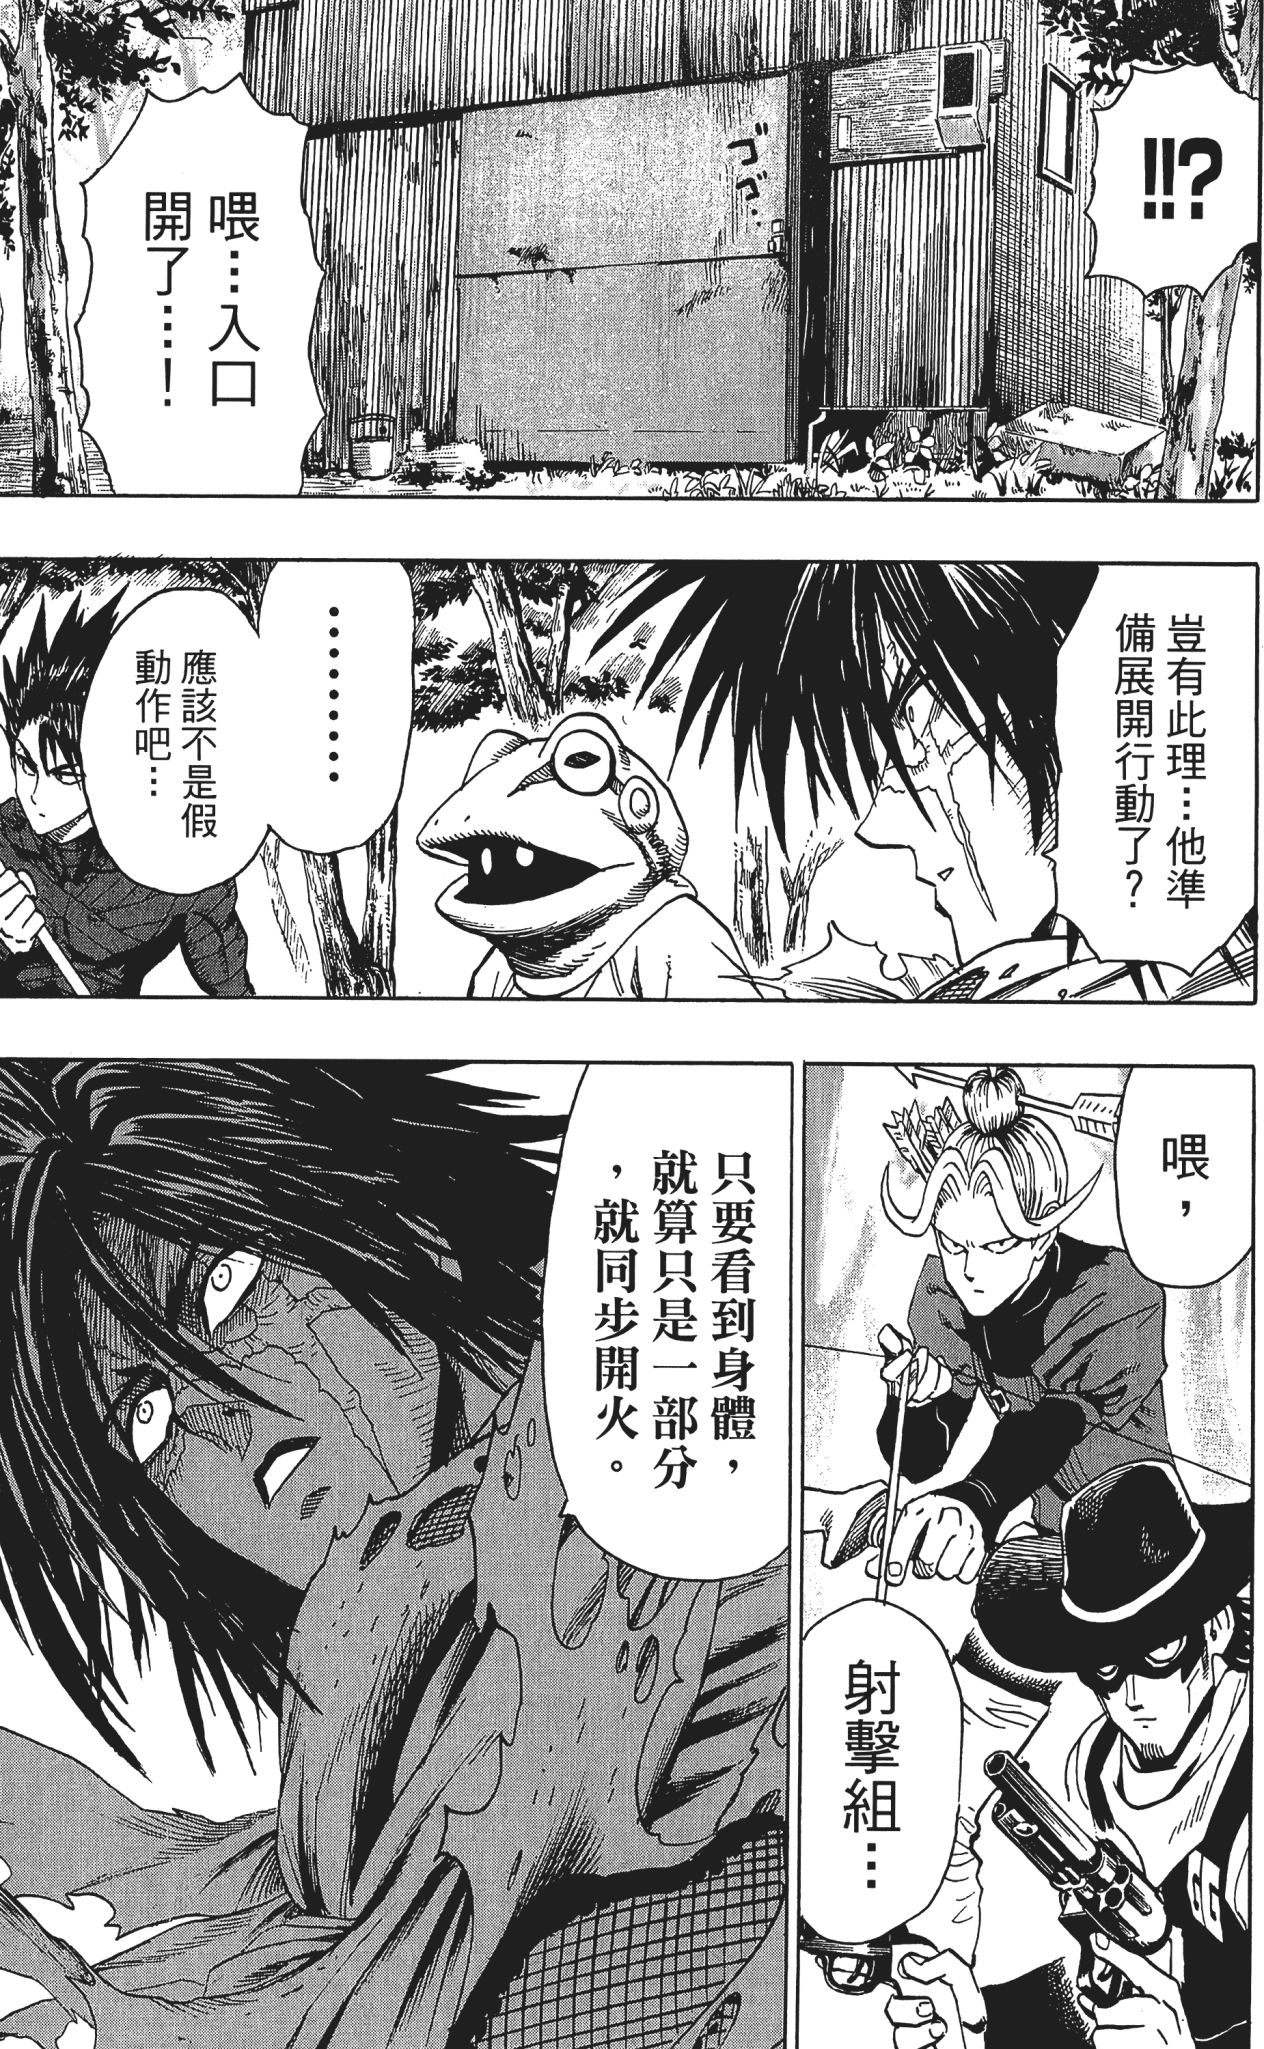 !!?
ゴゴゴ…
喂…入口
開了……！
豈有此理…他準
備展開行動了？
………
應該不是假
動作吧…
喂，
射擊組…
只要看到身體，
就算只是一部分
，就同步開火。